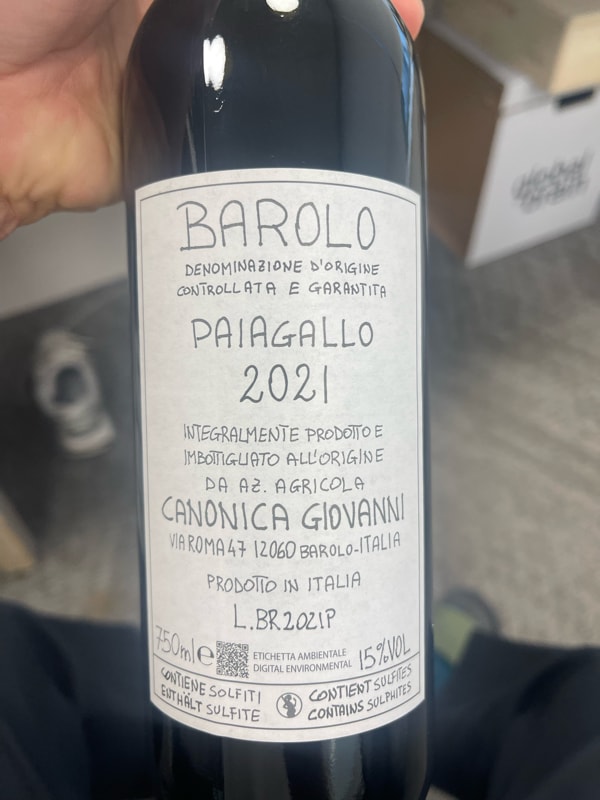 BAROLO
DENOMINAZIONE D'ORIGINE
CONTROLLATA E GARANTITA
PAIAGALLO
2021
INTEGRALMENTE PRODOTTO E
IMBOTTIGLIATO ALL'ORIGINE
DA AZ. AGRICOLA
CANONICA GIOVANNI
VIA ROMA 47 12060 BAROLO-ITALIA
PRODOTTO IN ITALIA
L.BR2021P
750ml e
ETICHETTA AMBIENTALE
DIGITAL ENVIRONMENTAL
15%VOL
CONTIENE SOLFITI
ENTHÄLT SULFITE
CONTIENT SULFITES
CONTAINS SULPHITES
global